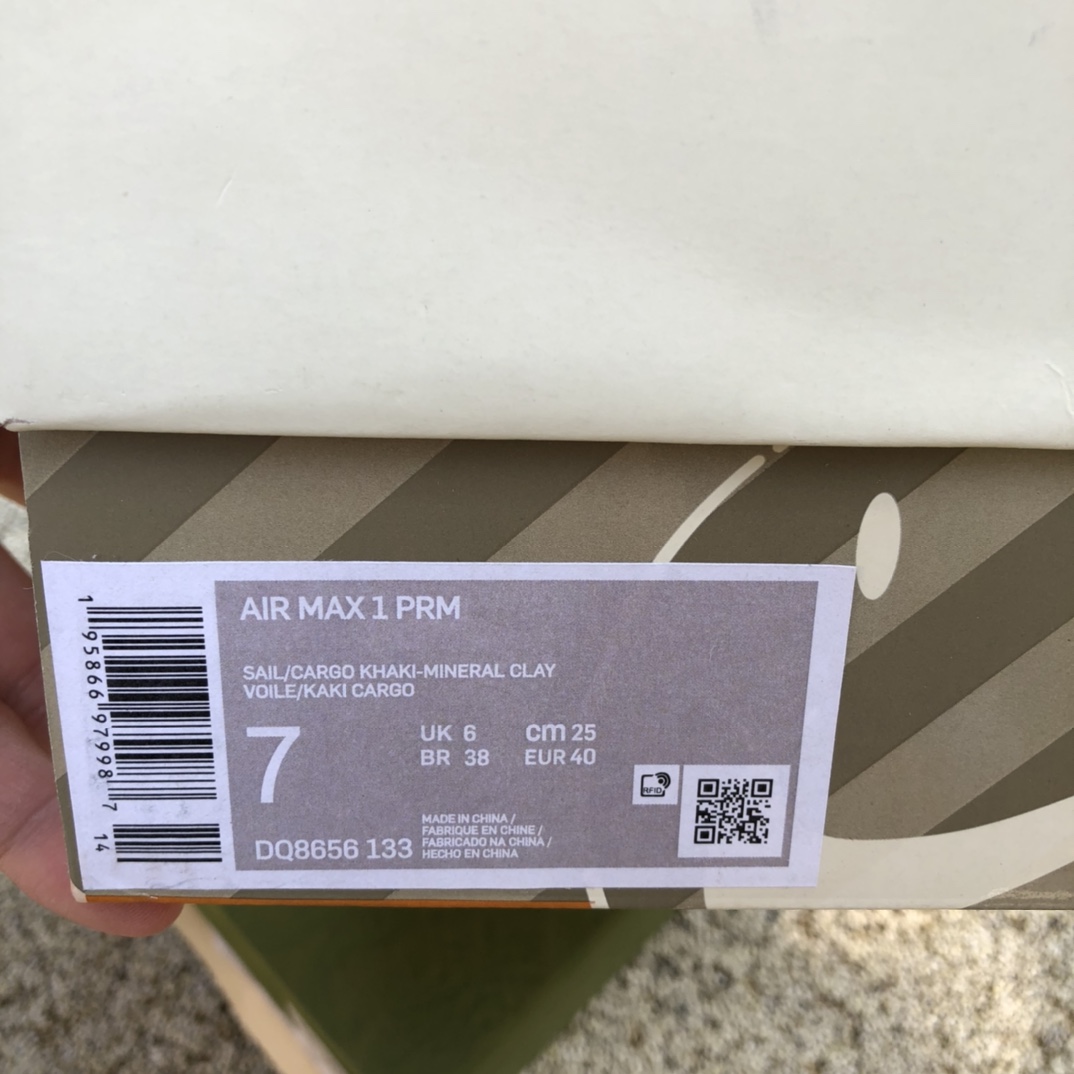 AIR MAX 1 PRM
SAIL/CARGO KHAKI-MINERAL CLAY
VOILE/KAKI CARGO
7
UK 6 cm 25
BR 38 EUR 40
RFID
DQ8656 133
MADE IN CHINA /
FABRIQUE EN CHINE /
FABRICADO NA CHINA /
HECHO EN CHINA
1 95866 97998 7 14